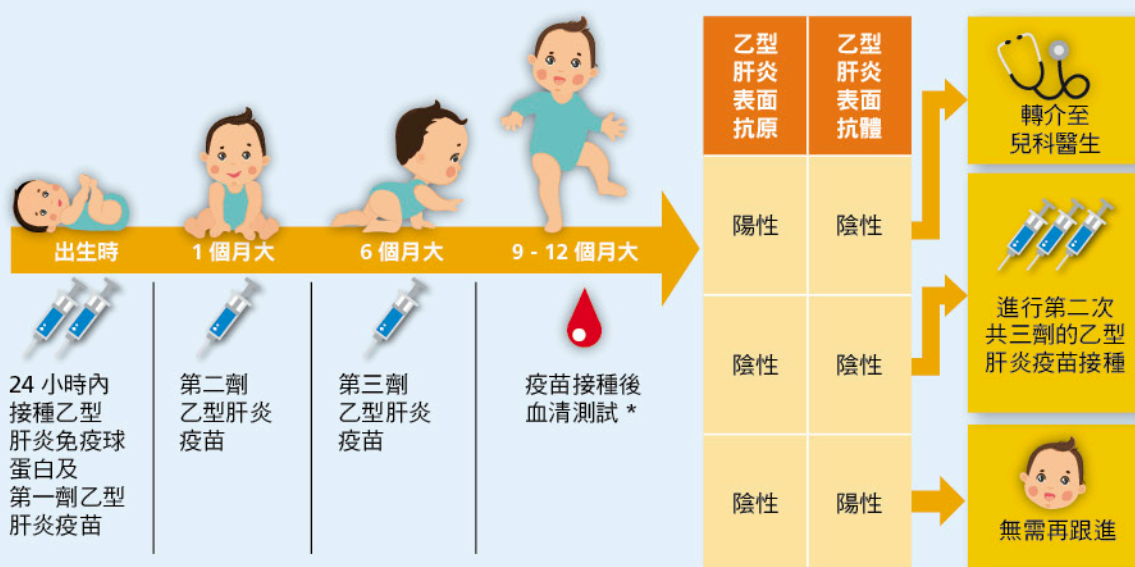 出生時
1 個月大
6 個月大
9 - 12 個月大
24 小時內
接種乙型
肝炎免疫球
蛋白及
第一劑乙型
肝炎疫苗
第二劑
乙型肝炎
疫苗
第三劑
乙型肝炎
疫苗
疫苗接種後
血清測試 *
乙型
肝炎
表面
抗原
乙型
肝炎
表面
抗體
陽性 陰性
陰性 陰性
陰性 陽性
轉介至
兒科醫生
進行第二次
共三劑的乙型
肝炎疫苗接種
無需再跟進